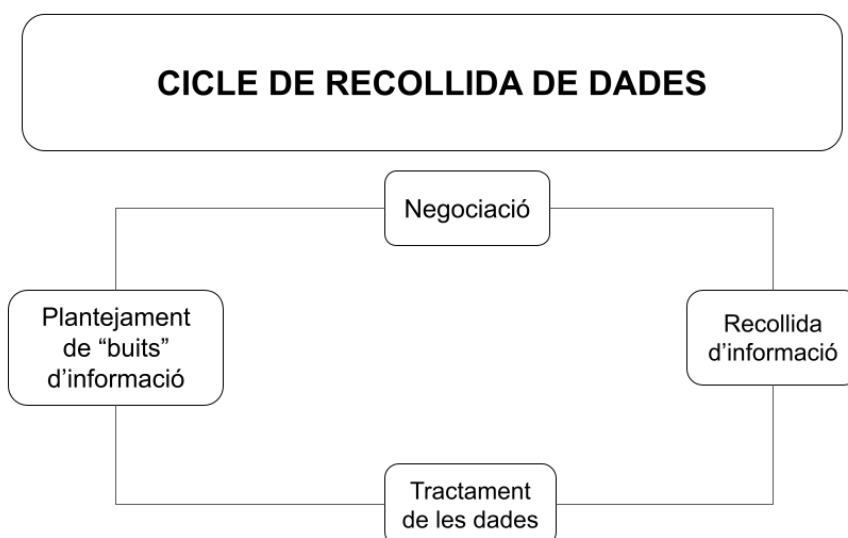 CICLE DE RECOLLIDA DE DADES
Negociació
Plantejament
de “buits”
d’informació
Recollida
d’informació
Tractament
de les dades